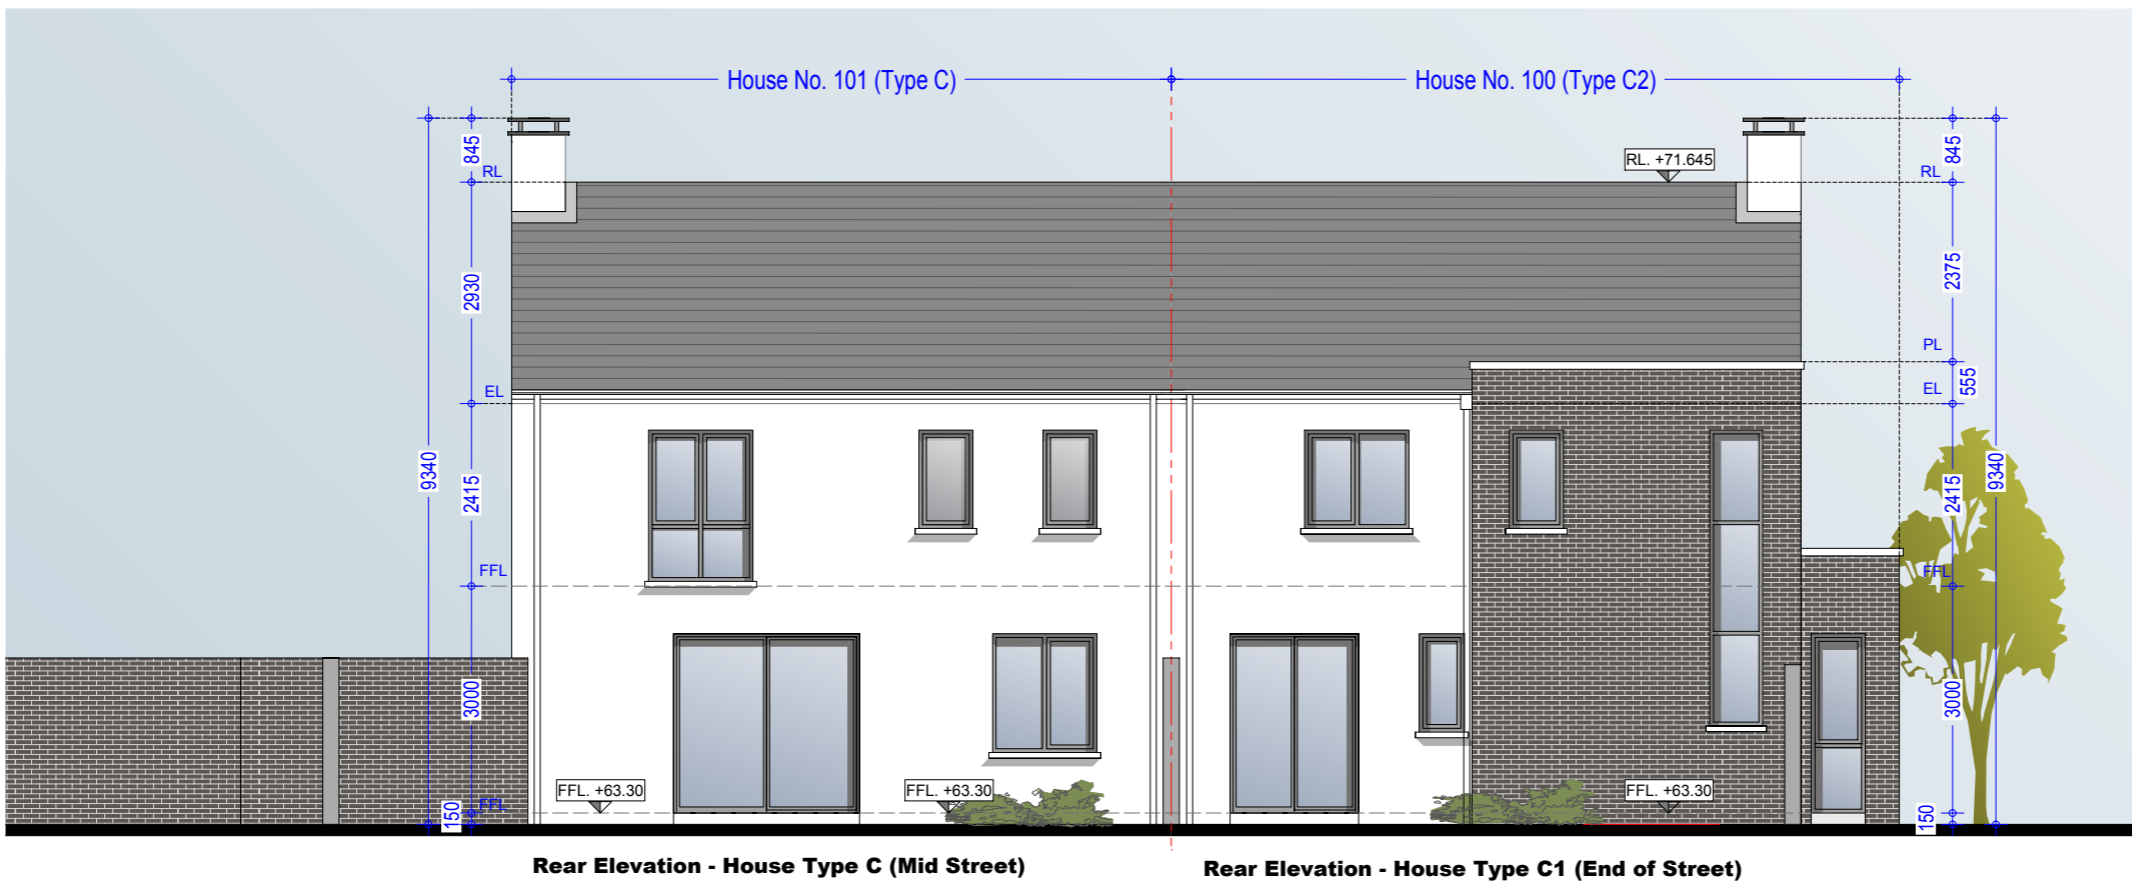 House No. 101 (Type C)
House No. 100 (Type C2)
845
RL
RL. +71.645
RL
845
2930
2375
PL
EL
EL
555
9340
2415
2415
9340
FFL
FFL
3000
3000
FFL. +63.30
FFL. +63.30
FFL. +63.30
FFL
150
150
Rear Elevation - House Type C (Mid Street)
Rear Elevation - House Type C1 (End of Street)